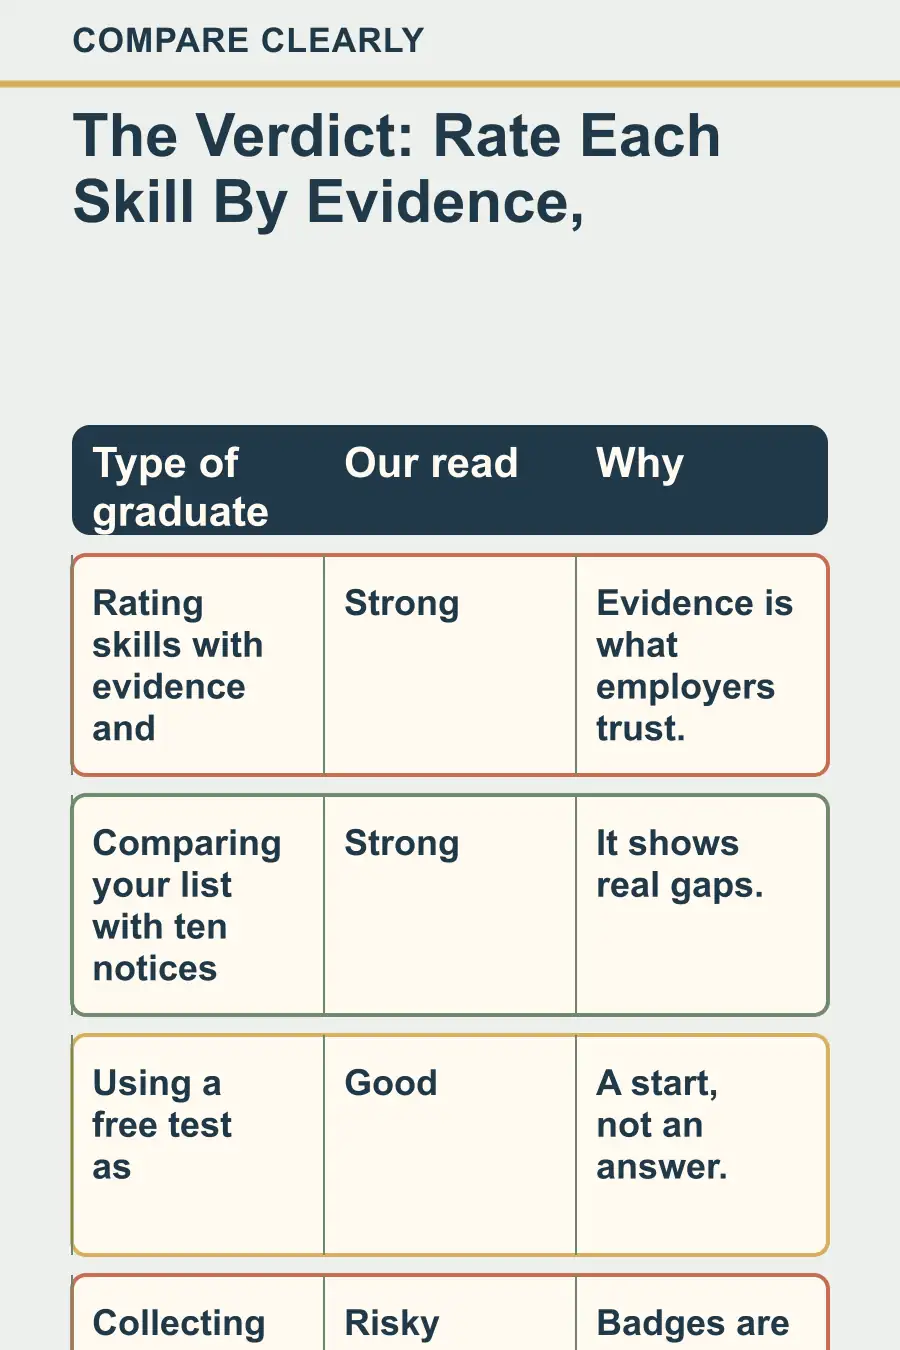 COMPARE CLEARLY
The Verdict: Rate Each
Skill By Evidence,
Type of
graduate
Our read
Why
Rating
skills with
evidence
and
Strong
Evidence is
what
employers
trust.
Comparing
your list
with ten
notices
Strong
It shows
real gaps.
Using a
free test
as
Good
A start,
not an
answer.
Collecting
Risky
Badges are